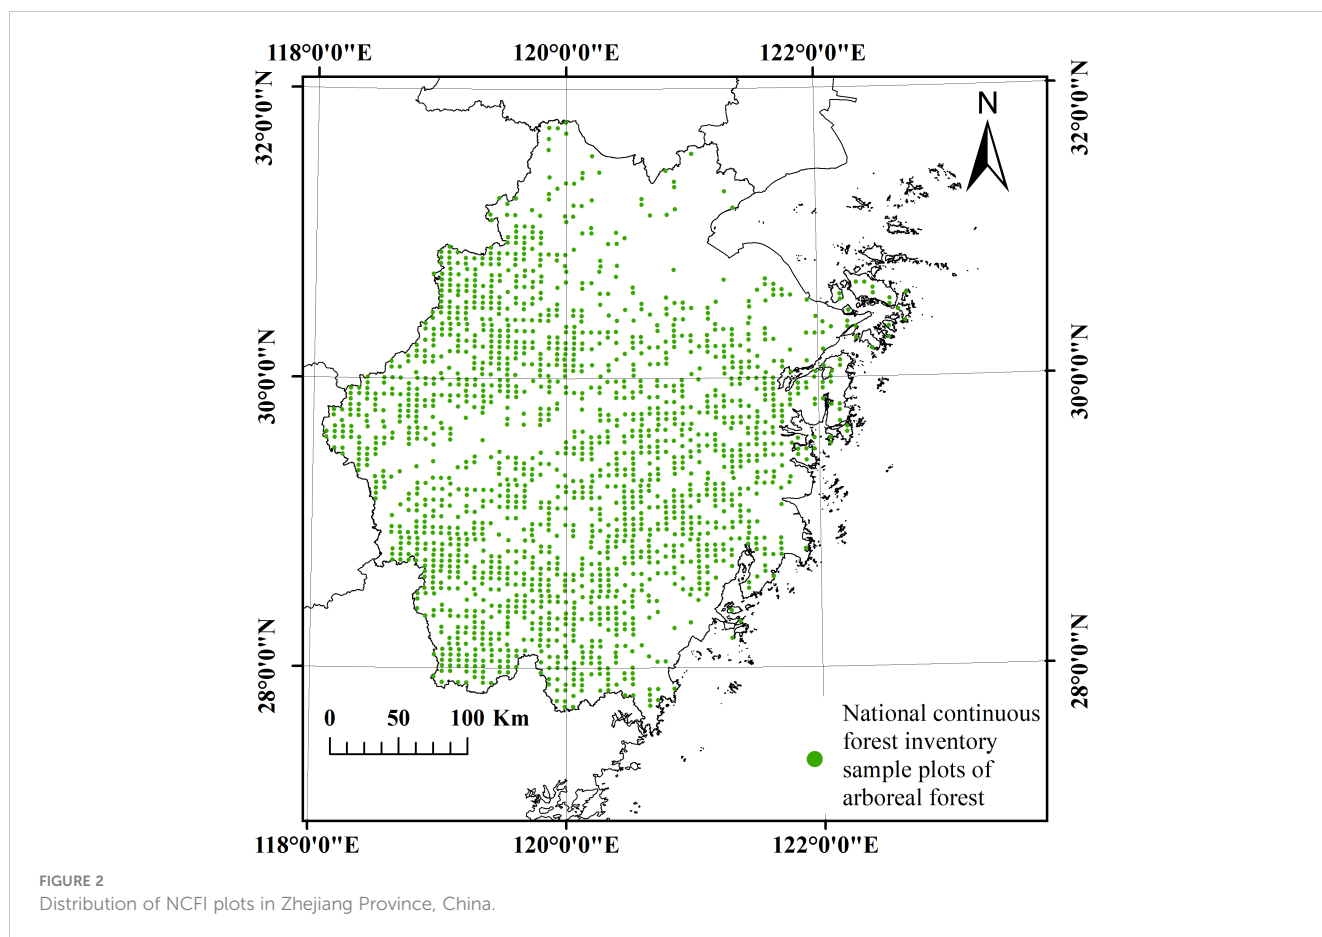 118°0'0"E 120°0'0"E 122°0'0"E
32°0'0"N
32°0'0"N
N
30°0'0"N
30°0'0"N
28°0'0"N
28°0'0"N
0 50 100 Km
National continuous
forest inventory
sample plots of
arboreal forest
118°0'0"E 120°0'0"E 122°0'0"E
FIGURE 2
Distribution of NCFI plots in Zhejiang Province, China.